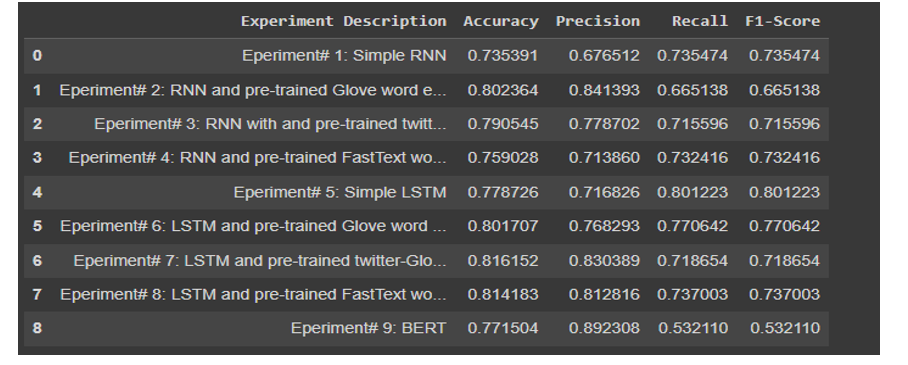 Experiment Description Accuracy Precision Recall F1-Score
0 Eperiment# 1: Simple RNN 0.735391 0.676512 0.735474 0.735474
1 Eperiment# 2: RNN and pre-trained Glove word e... 0.802364 0.841393 0.665138 0.665138
2 Eperiment# 3: RNN with and pre-trained twitt... 0.790545 0.778702 0.715596 0.715596
3 Eperiment# 4: RNN and pre-trained FastText wo... 0.759028 0.713860 0.732416 0.732416
4 Eperiment# 5: Simple LSTM 0.778726 0.716826 0.801223 0.801223
5 Eperiment# 6: LSTM and pre-trained Glove word ... 0.801707 0.768293 0.770642 0.770642
6 Eperiment# 7: LSTM and pre-trained twitter-Glo... 0.816152 0.830389 0.718654 0.718654
7 Eperiment# 8: LSTM and pre-trained FastText wo... 0.814183 0.812816 0.737003 0.737003
8 Eperiment# 9: BERT 0.771504 0.892308 0.532110 0.532110